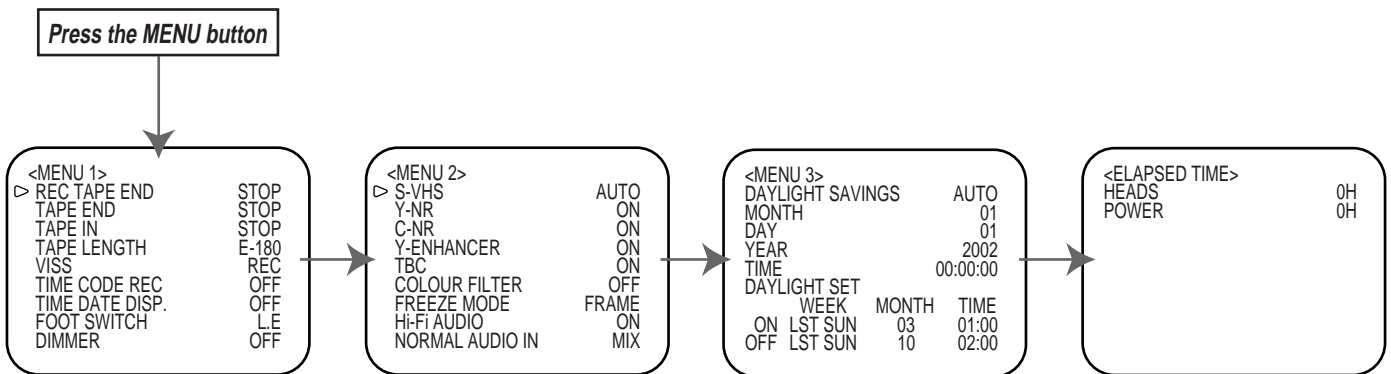 Press the MENU button
<MENU 1>
REC TAPE END STOP
TAPE END STOP
TAPE IN STOP
TAPE LENGTH E-180
VISS REC
TIME CODE REC OFF
TIME DATE DISP. OFF
FOOT SWITCH L.E
DIMMER OFF
<MENU 2>
S-VHS AUTO
Y-NR ON
C-NR ON
Y-ENHANCER ON
TBC ON
COLOUR FILTER OFF
FREEZE MODE FRAME
Hi-Fi AUDIO ON
NORMAL AUDIO IN MIX
<MENU 3>
DAYLIGHT SAVINGS AUTO
MONTH 01
DAY 01
YEAR 2002
TIME 00:00:00
DAYLIGHT SET
WEEK MONTH TIME
ON LST SUN 03 01:00
OFF LST SUN 10 02:00
<ELAPSED TIME>
HEADS 0H
POWER 0H